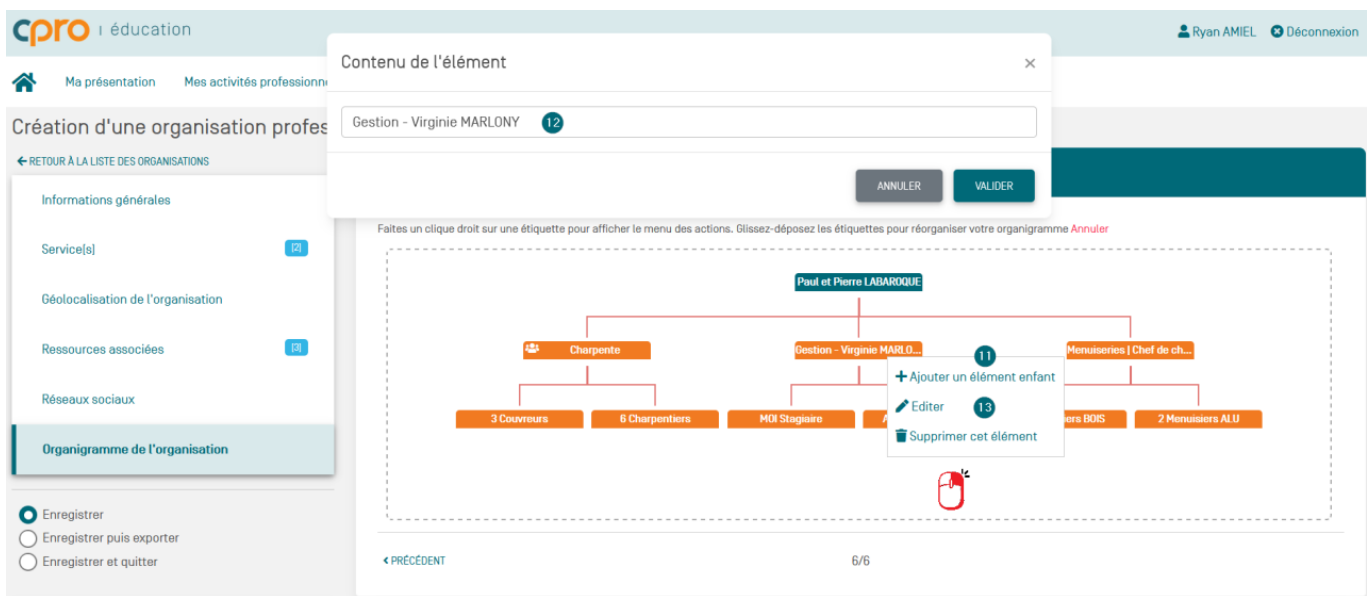 cpro | éducation
Ryan AMIEL Déconnexion
Contenu de l'élément ×
Ma présentation Mes activités professionn
Gestion - Virginie MARLONY 12
Création d'une organisation profes
RETOUR À LA LISTE DES ORGANISATIONS
ANNULER VALIDER
Informations générales
Faites un clique droit sur une étiquette pour afficher le menu des actions. Glissez-déposez les étiquettes pour réorganiser votre organigramme Annuler
Service(s) [2]
Paul et Pierre LABAROQUE
Géolocalisation de l'organisation
Ressources associées [3]
Charpente Gestion - Virginie MARLO... Menuiseries | Chef de ch...
11
Ajouter un élément enfant
Réseaux sociaux
Editer 13
3 Couvreurs 6 Charpentiers MOI Stagiaire A iers BOIS 2 Menuisiers ALU
Supprimer cet élément
Organigramme de l'organisation
Enregistrer
Enregistrer puis exporter
Enregistrer et quitter
PRÉCÉDENT 6/6